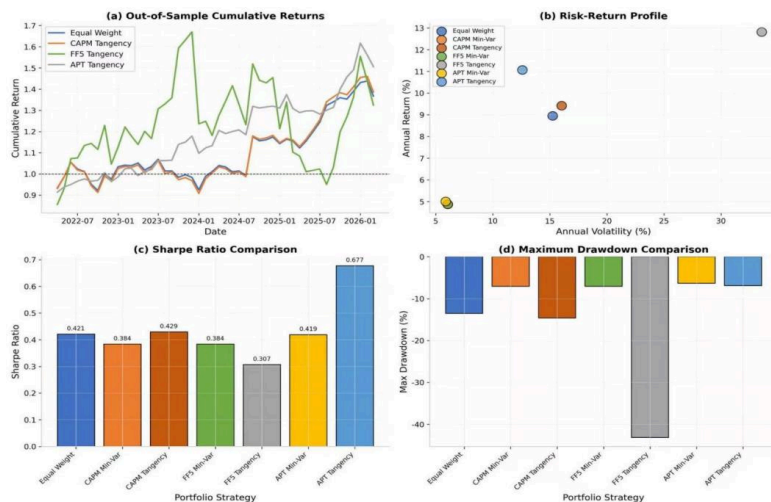 (a) Out-of-Sample Cumulative Returns
Equal Weight
CAPM Tangency
FF5 Tangency
APT Tangency
1.7
1.6
1.5
1.4
1.3
1.2
1.1
1.0
0.9
Cumulative Return
2022-07
2023-01
2023-07
2024-01
2024-07
2025-01
2025-07
2026-01
Date
(b) Risk-Return Profile
Equal Weight
CAPM Min-Var
CAPM Tangency
FF5 Min-Var
FF5 Tangency
APT Min-Var
APT Tangency
13
12
11
10
9
8
7
6
5
Annual Return (%)
5
10
15
20
25
30
Annual Volatility (%)
(c) Sharpe Ratio Comparison
0.7
0.6
0.5
0.4
0.3
0.2
0.1
0.0
Sharpe Ratio
0.421
0.384
0.429
0.384
0.307
0.419
0.677
Equal Weight
CAPM Min-Var
CAPM Tangency
FF5 Min-Var
FF5 Tangency
APT Min-Var
APT Tangency
Portfolio Strategy
(d) Maximum Drawdown Comparison
0
-10
-20
-30
-40
Max Drawdown (%)
Equal Weight
CAPM Min-Var
CAPM Tangency
FF5 Min-Var
FF5 Tangency
APT Min-Var
APT Tangency
Portfolio Strategy